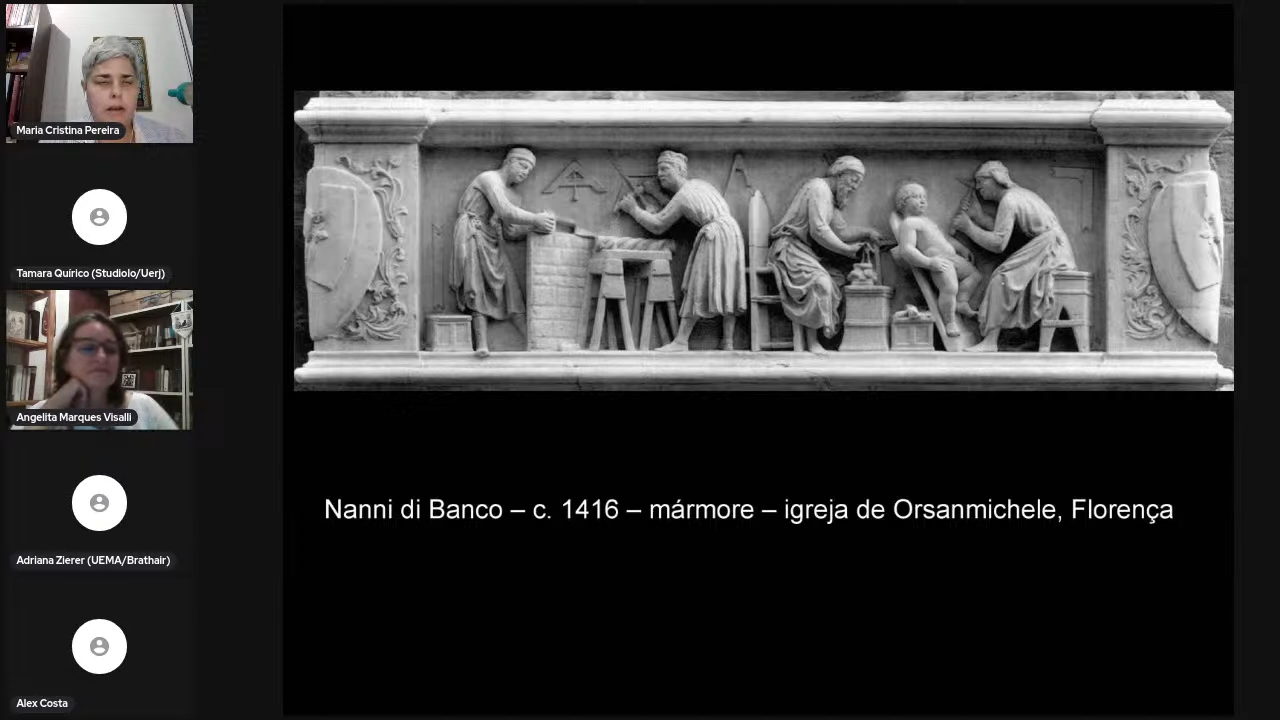 Maria Cristina Pereira
Tamara Quírico (Studiolo/Uerj)
Angelita Marques Visalli
Adriana Zierer (UEMA/Brathair)
Alex Costa
Nanni di Banco – c. 1416 – mármore – igreja de Orsanmichele, Florença